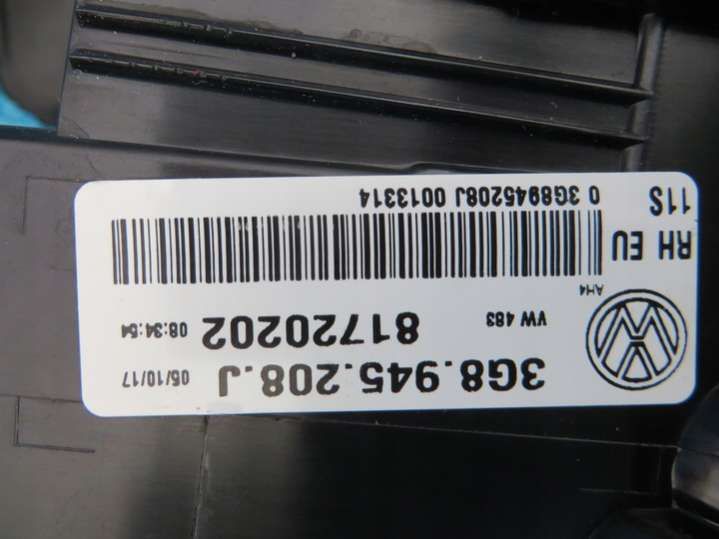 3G8.945.208.J 05/10/17
VW 483 81720202 08:34:54
AH4
RH EU
11S 0 3G8945208J 0013314